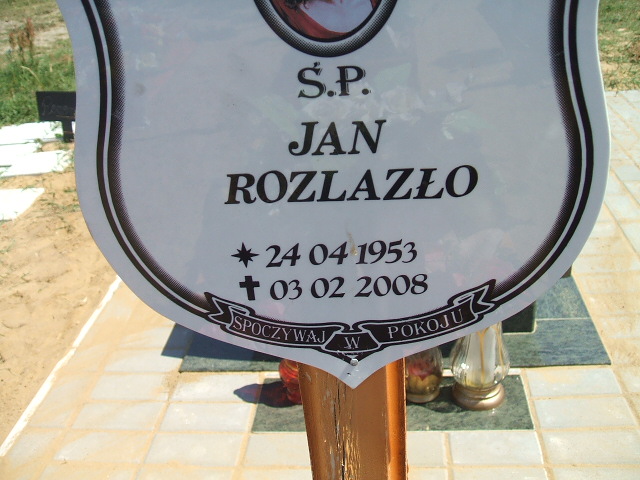 Ś.P.
JAN
ROZLAZŁO
✷ 24 04 1953
✝ 03 02 2008
SPOCZYWAJ W POKOJU